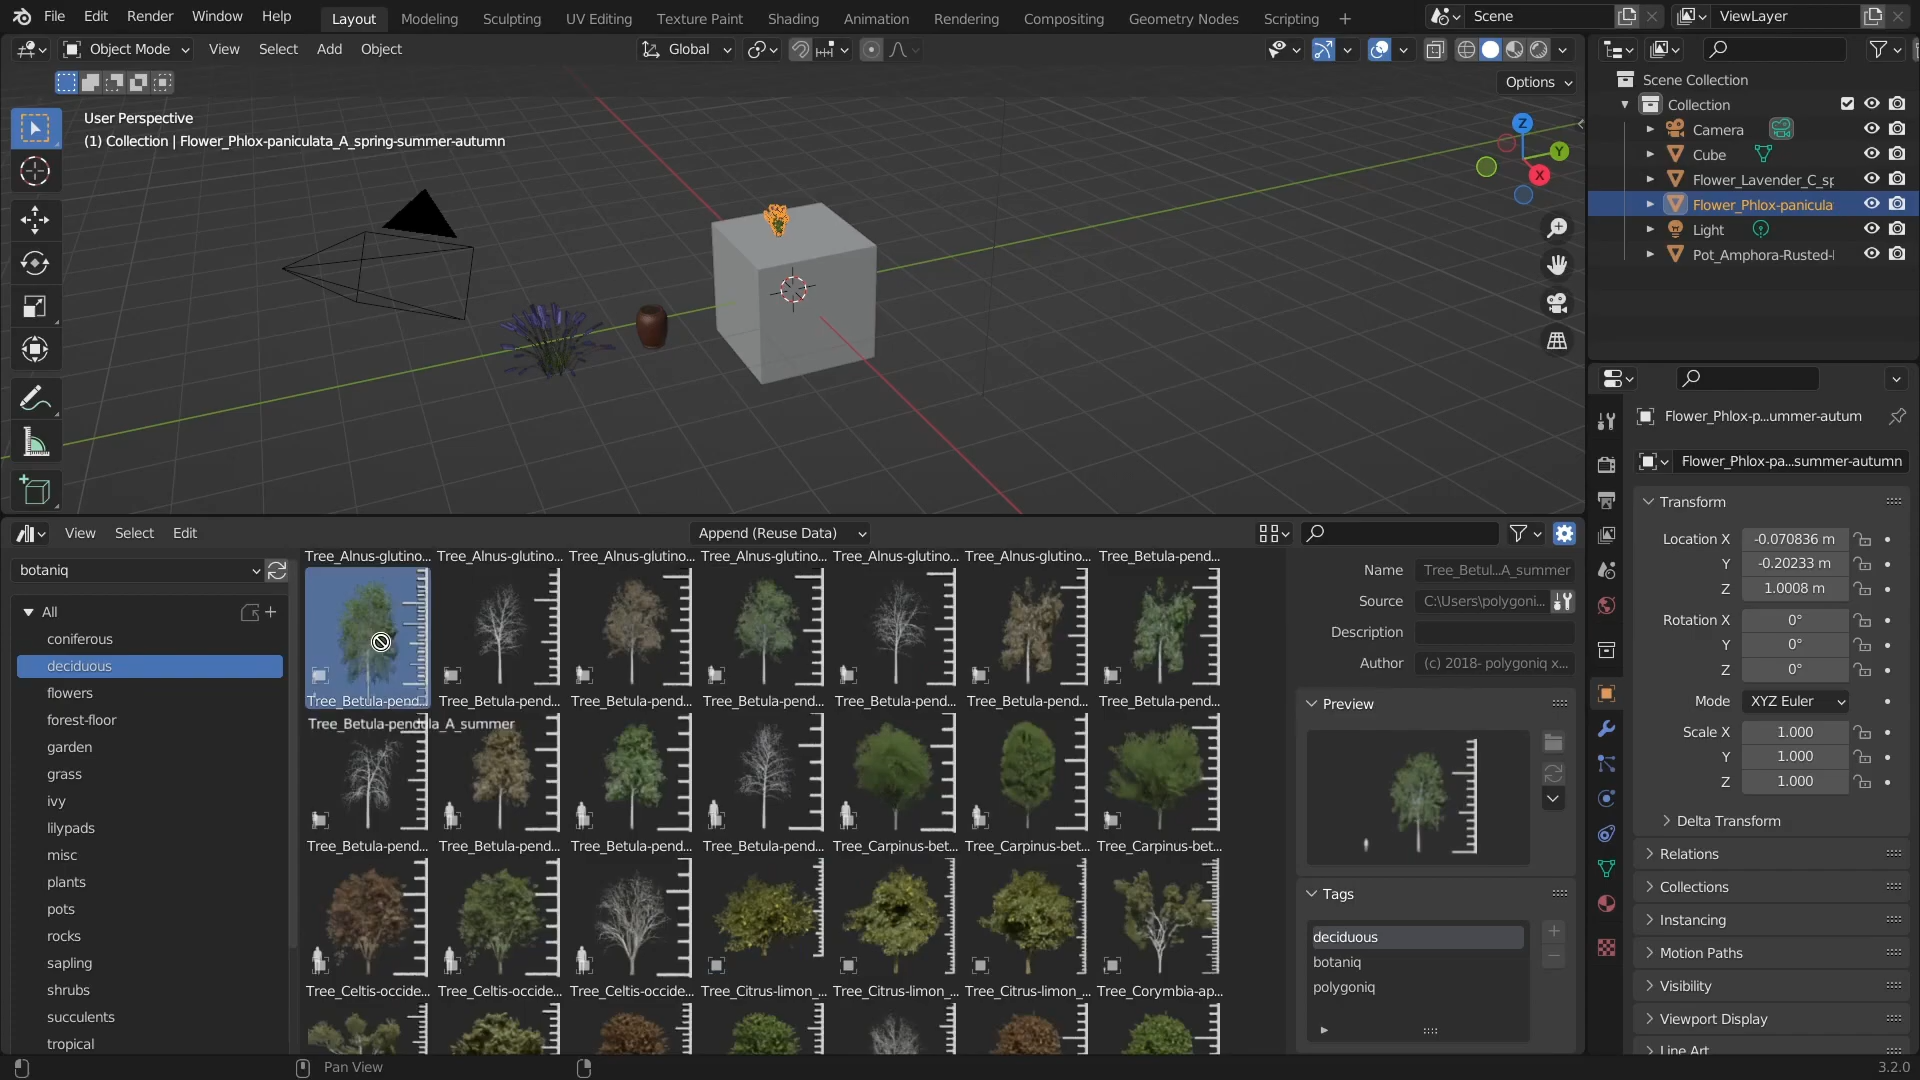 File Edit Render Window Help Layout Modeling Sculpting UV Editing Texture Paint Shading Animation Rendering Compositing Geometry Nodes Scripting + Scene ViewLayer
Object Mode View Select Add Object Global
Options
User Perspective
(1) Collection | Flower_Phlox-paniculata_A_spring-summer-autumn
Z
Y
X
Scene Collection
Collection
Camera
Cube
Flower_Lavender_C_sp
Flower_Phlox-panicula
Light
Pot_Amphora-Rusted-
View Select Edit Append (Reuse Data)
botaniq
All
coniferous
deciduous
flowers
forest-floor
garden
grass
ivy
lilypads
misc
plants
pots
rocks
sapling
shrubs
succulents
tropical
Tree_Alnus-glutino... Tree_Alnus-glutino... Tree_Alnus-glutino... Tree_Alnus-glutino... Tree_Alnus-glutino... Tree_Alnus-glutino... Tree_Betula-pend...
Tree_Betula-pend... Tree_Betula-pend... Tree_Betula-pend... Tree_Betula-pend... Tree_Betula-pend... Tree_Betula-pend... Tree_Betula-pend...
Tree_Betula-pendula_A_summer
Tree_Betula-pend... Tree_Betula-pend... Tree_Betula-pend... Tree_Betula-pend... Tree_Carpinus-bet... Tree_Carpinus-bet... Tree_Carpinus-bet...
Tree_Celtis-occide... Tree_Celtis-occide... Tree_Celtis-occide... Tree_Citrus-limon_... Tree_Citrus-limon_... Tree_Citrus-limon_... Tree_Corymbia-ap...
Name Tree_Betul...A_summer
Source C:\Users\polygoni...
Description
Author (c) 2018- polygoniq x...
Preview
Tags
deciduous
botaniq
polygoniq
Flower_Phlox-p...ummer-autum
Flower_Phlox-pa...summer-autumn
Transform
Location X -0.070836 m
Y -0.20233 m
Z 1.0008 m
Rotation X 0°
Y 0°
Z 0°
Mode XYZ Euler
Scale X 1.000
Y 1.000
Z 1.000
Delta Transform
Relations
Collections
Instancing
Motion Paths
Visibility
Viewport Display
Line Art
Pan View
3.2.0